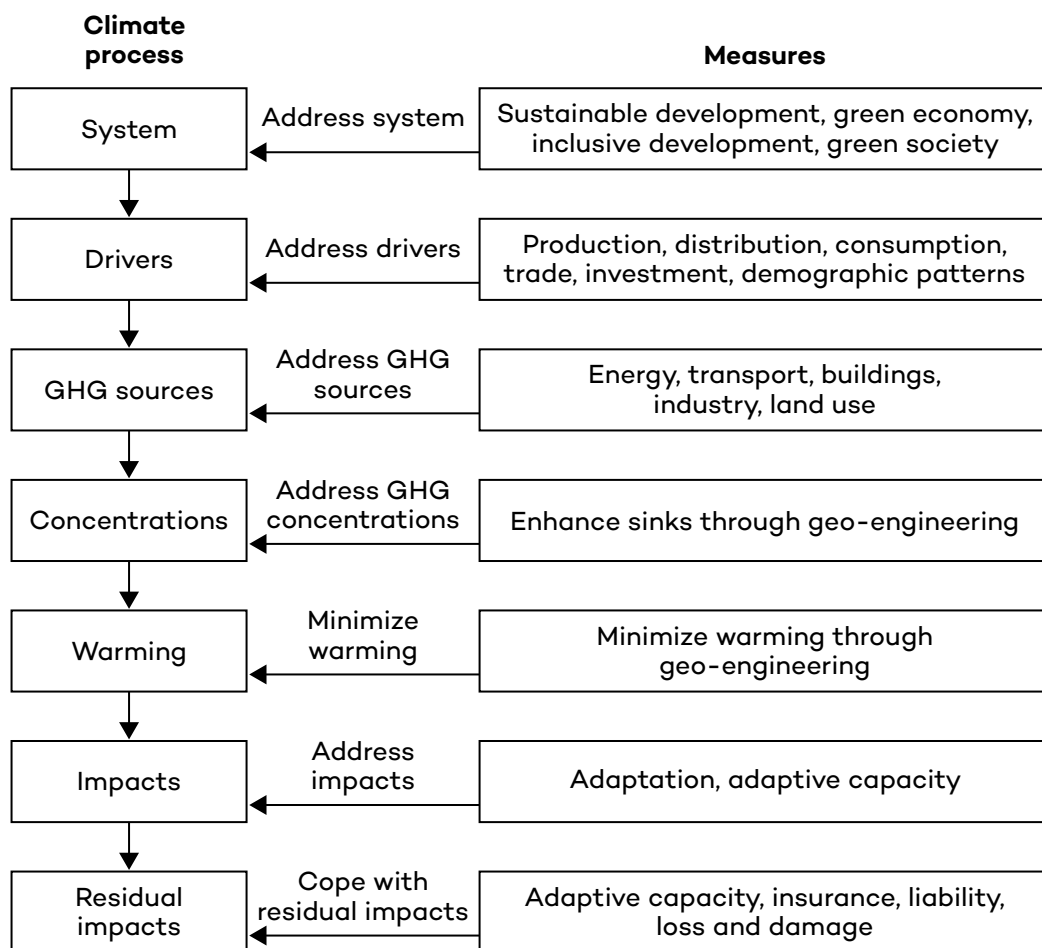 Climate
process
Measures
System
Address system
Sustainable development, green economy,
inclusive development, green society
Drivers
Address drivers
Production, distribution, consumption,
trade, investment, demographic patterns
GHG sources
Address GHG
sources
Energy, transport, buildings,
industry, land use
Concentrations
Address GHG
concentrations
Enhance sinks through geo-engineering
Warming
Minimize
warming
Minimize warming through
geo-engineering
Impacts
Address
impacts
Adaptation, adaptive capacity
Residual
impacts
Cope with
residual impacts
Adaptive capacity, insurance, liability,
loss and damage